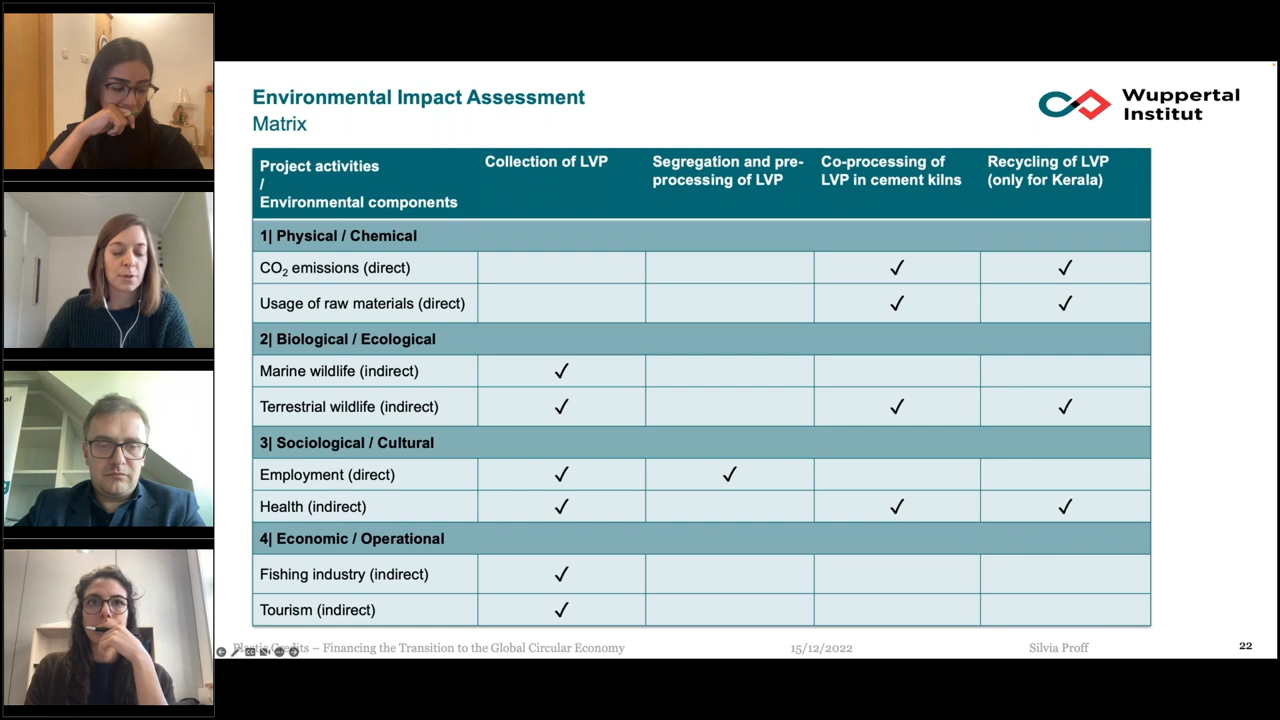 Environmental Impact Assessment
Matrix
Wuppertal
Institut
Project activities
/
Environmental components
Collection of LVP
Segregation and pre-
processing of LVP
Co-processing of
LVP in cement kilns
Recycling of LVP
(only for Kerala)
1| Physical / Chemical
CO₂ emissions (direct) ✓ ✓
Usage of raw materials (direct) ✓ ✓
2| Biological / Ecological
Marine wildlife (indirect) ✓
Terrestrial wildlife (indirect) ✓ ✓ ✓
3| Sociological / Cultural
Employment (direct) ✓ ✓
Health (indirect) ✓ ✓ ✓
4| Economic / Operational
Fishing industry (indirect) ✓
Tourism (indirect) ✓
Plastic Credits – Financing the Transition to the Global Circular Economy
15/12/2022
Silvia Proff
22